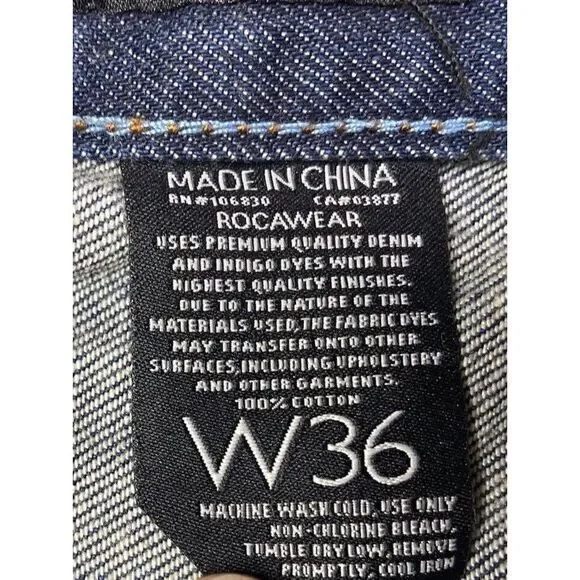 MADE IN CHINA
RN#106830 CA#03877
ROCAWEAR
USES PREMIUM QUALITY DENIM
AND INDIGO DYES WITH THE
HIGHEST QUALITY FINISHES.
DUE TO THE NATURE OF THE
MATERIALS USED,THE FABRIC DYES
MAY TRANSFER ONTO OTHER
SURFACES,INCLUDING UPHOLSTERY
AND OTHER GARMENTS.
100% COTTON
W36
MACHINE WASH COLD, USE ONLY
NON-CHLORINE BLEACH,
TUMBLE DRY LOW, REMOVE
PROMPTLY, COOL IRON